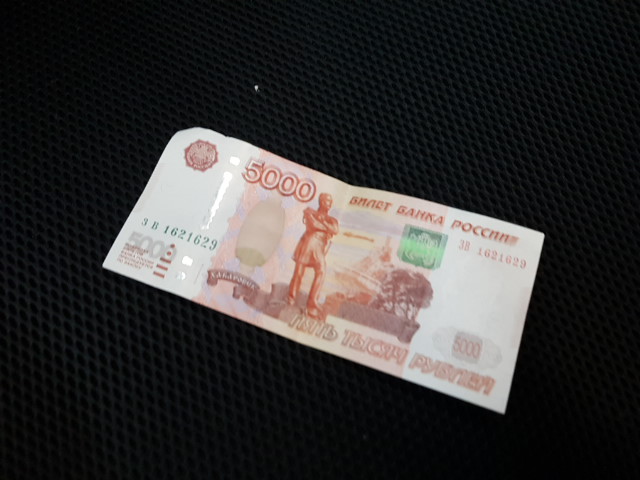 5000
БИЛЕТ БАНКА РОССИИ
ЗВ 1621629
ЗВ 1621629
5000
ХАБАРОВСК
ПЯТЬ ТЫСЯЧ РУБЛЕЙ
5000